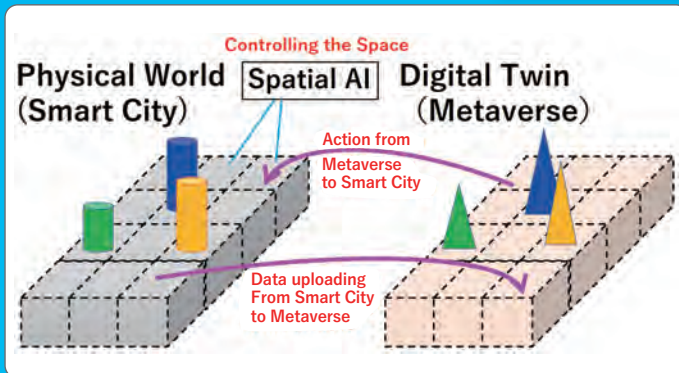 Controlling the Space
Physical World
(Smart City)
Spatial AI
Digital Twin
(Metaverse)
Action from
Metaverse
to Smart City
Data uploading
From Smart City
to Metaverse